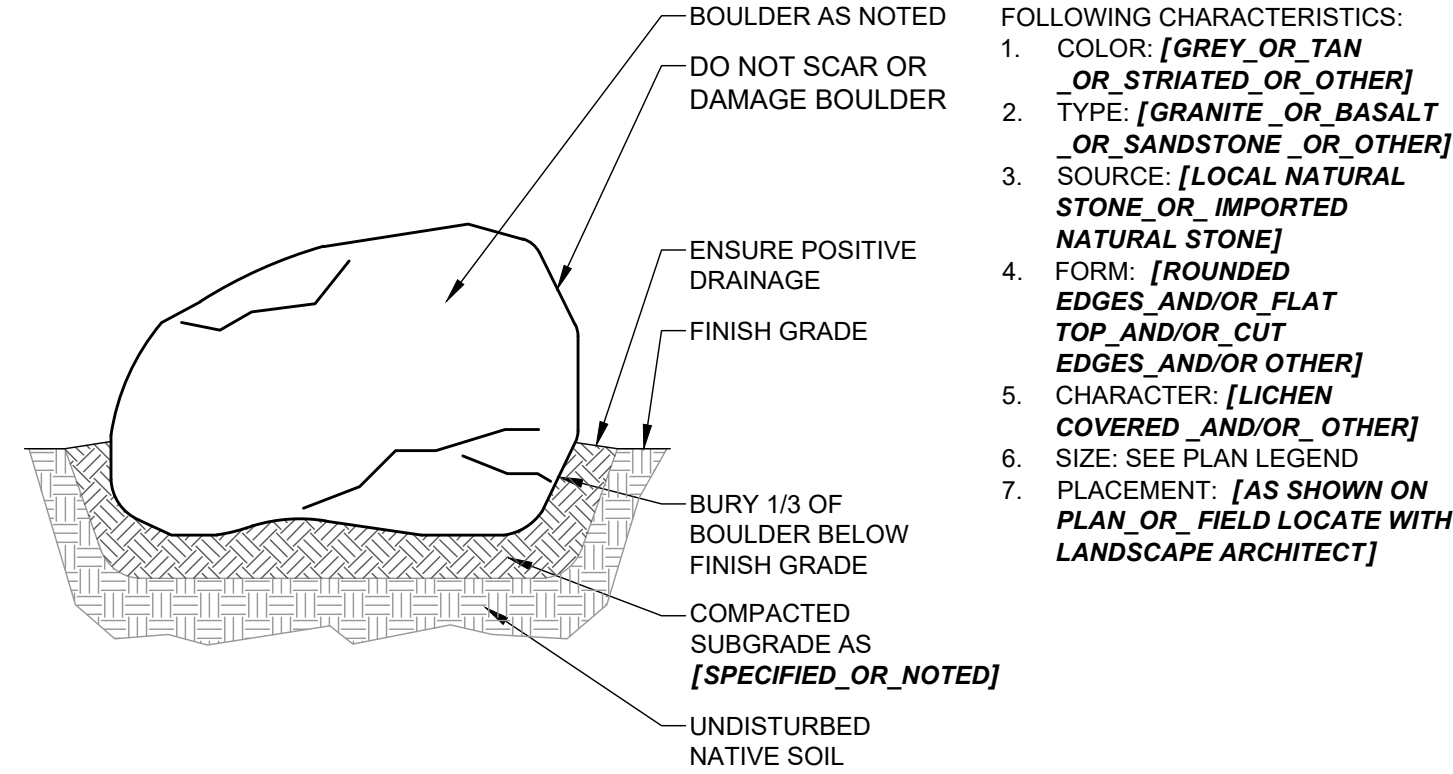 BOULDER AS NOTED
DO NOT SCAR OR
DAMAGE BOULDER
ENSURE POSITIVE
DRAINAGE
FINISH GRADE
BURY 1/3 OF
BOULDER BELOW
FINISH GRADE
COMPACTED
SUBGRADE AS
[SPECIFIED_OR_NOTED]
UNDISTURBED
NATIVE SOIL
FOLLOWING CHARACTERISTICS:
1. COLOR: [GREY_OR_TAN
_OR_STRIATED_OR_OTHER]
2. TYPE: [GRANITE _OR_BASALT
_OR_SANDSTONE _OR_OTHER]
3. SOURCE: [LOCAL NATURAL
STONE_OR_ IMPORTED
NATURAL STONE]
4. FORM: [ROUNDED
EDGES_AND/OR_FLAT
TOP_AND/OR_CUT
EDGES_AND/OR OTHER]
5. CHARACTER: [LICHEN
COVERED _AND/OR_ OTHER]
6. SIZE: SEE PLAN LEGEND
7. PLACEMENT: [AS SHOWN ON
PLAN_OR_ FIELD LOCATE WITH
LANDSCAPE ARCHITECT]